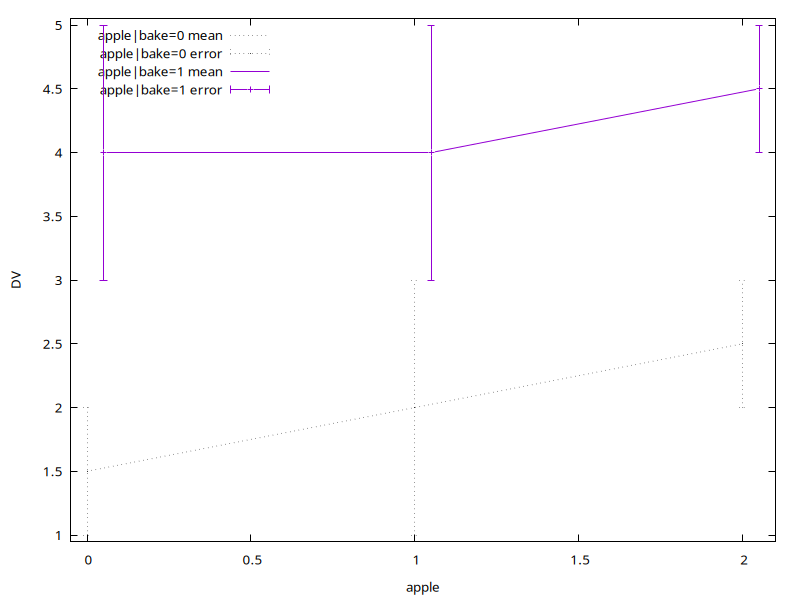 5
4.5
4
3.5
3
2.5
2
1.5
1
DV
apple|bake=0 mean
apple|bake=0 error
apple|bake=1 mean
apple|bake=1 error
0 0.5 1 1.5 2
apple